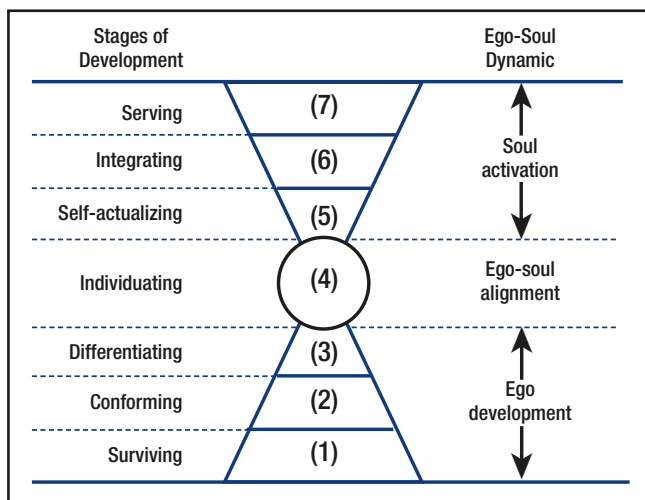 Stages of
Development
Ego-Soul
Dynamic
Serving
(7)
Integrating
(6)
Soul
activation
Self-actualizing
(5)
Individuating
(4)
Ego-soul
alignment
Differentiating
(3)
Conforming
(2)
Ego
development
Surviving
(1)